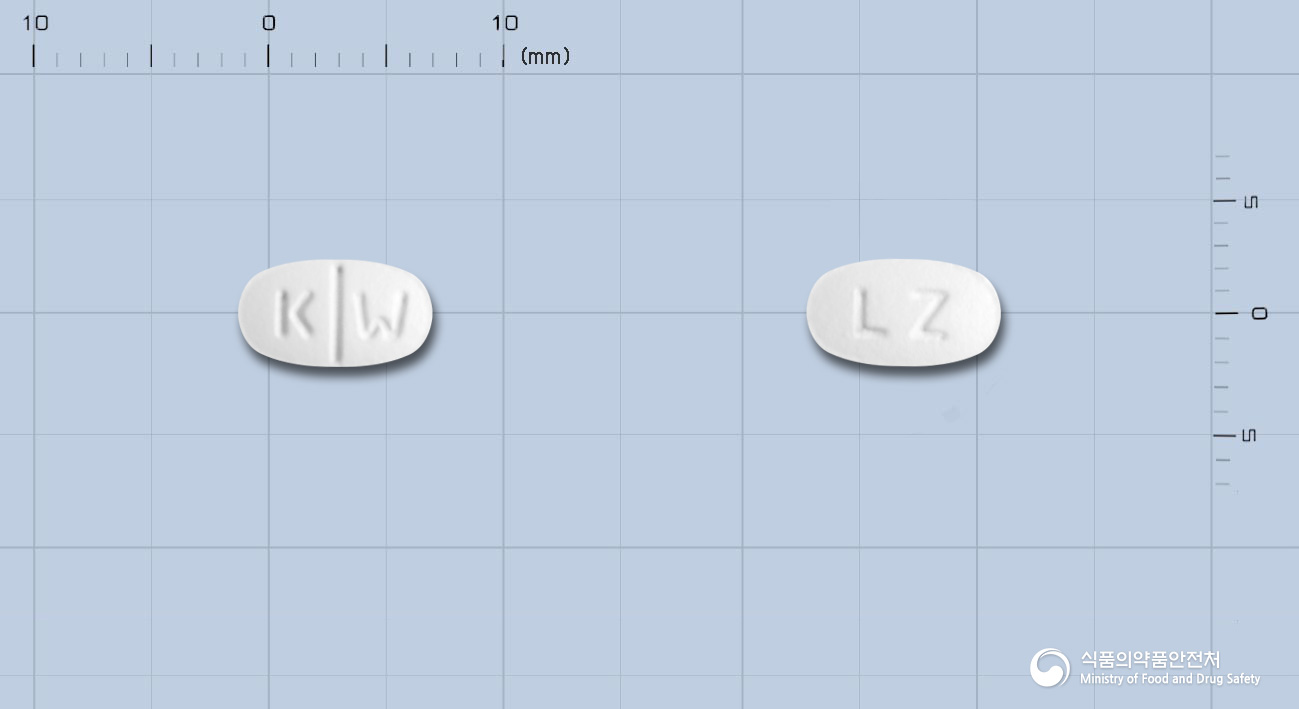 10 0 10 (mm)
5
0
5
K W
LZ
식품의약품안전처
Ministry of Food and Drug Safety